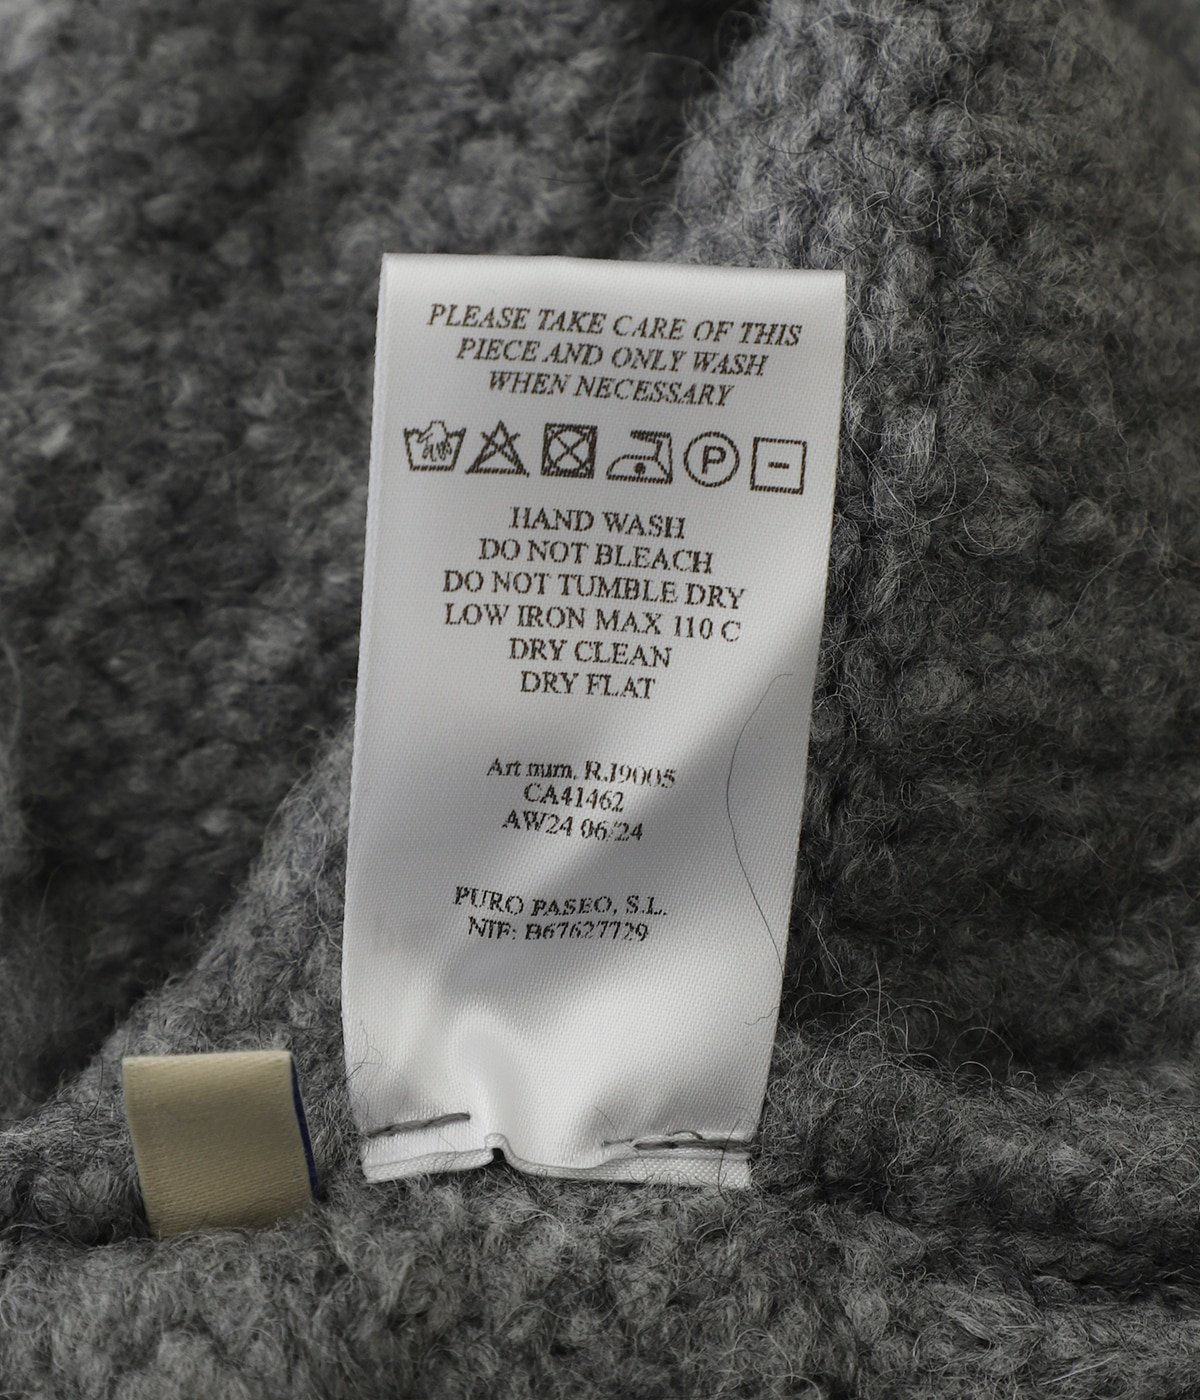 PLEASE TAKE CARE OF THIS
PIECE AND ONLY WASH
WHEN NECESSARY
P
HAND WASH
DO NOT BLEACH
DO NOT TUMBLE DRY
LOW IRON MAX 110 C
DRY CLEAN
DRY FLAT
Art num. RJ9005
CA41462
AW24 06/24
PURO PASEO, S.L.
NIF: B67627729